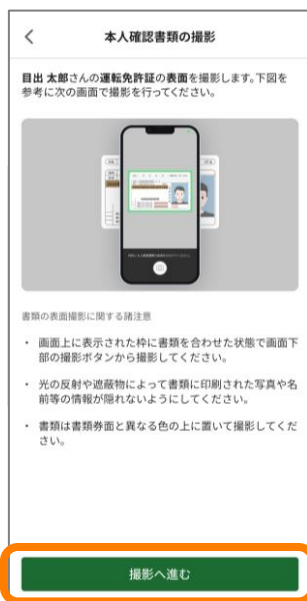 本人確認書類の撮影
目出 太郎さんの運転免許証の表面を撮影します。下図を
参考に次の画面で撮影を行ってください。
書類の表面撮影に関する諸注意
・ 画面上に表示された枠に書類を合わせた状態で画面下
部の撮影ボタンから撮影してください。
・ 光の反射や遮蔽物によって書類に印刷された写真や名
前等の情報が隠れないようにしてください。
・ 書類は書類券面と異なる色の上に置いて撮影してくだ
さい。
撮影へ進む